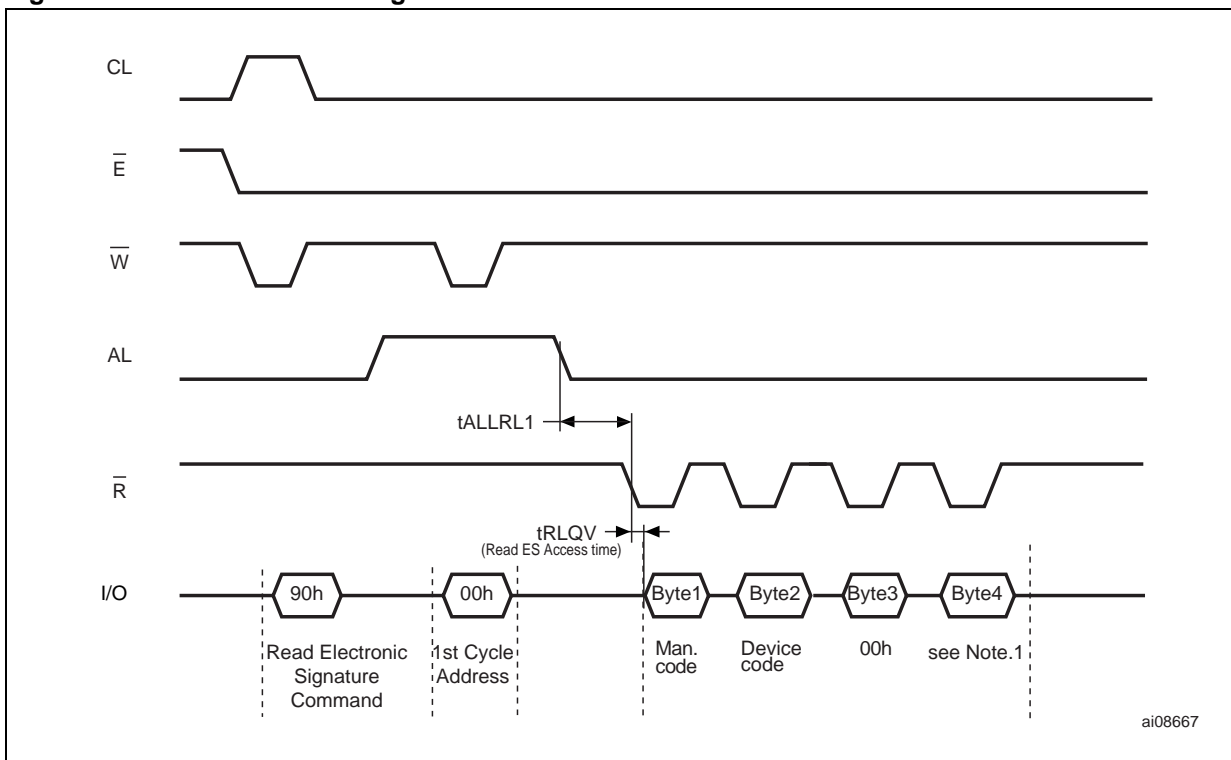 CL
E
W
AL
tALLRL1
R
tRLQV
(Read ES Access time)
I/O
90h
00h
Byte1
Byte2
Byte3
Byte4
Read Electronic
Signature
Command
1st Cycle
Address
Man.
code
Device
code
00h
see Note.1
ai08667